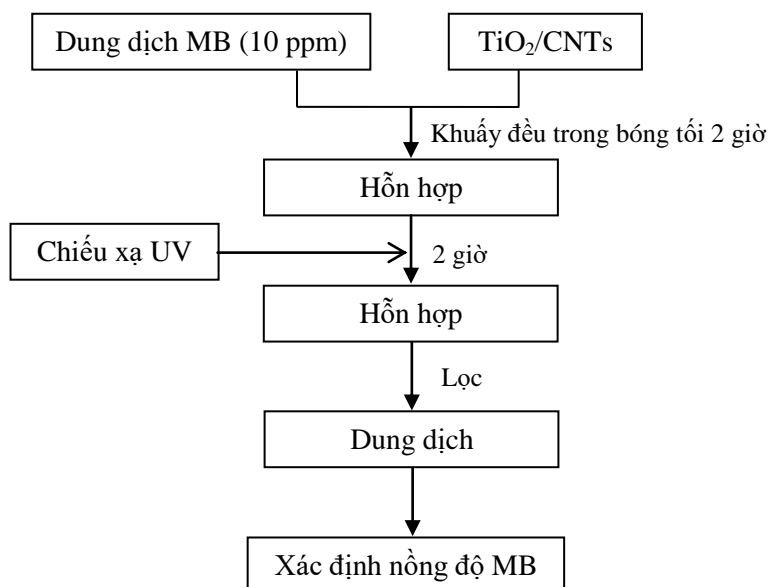 Dung dịch MB (10 ppm)
TiO₂/CNTs
Khuấy đều trong bóng tối 2 giờ
Hỗn hợp
Chiếu xạ UV
2 giờ
Hỗn hợp
Lọc
Dung dịch
Xác định nồng độ MB